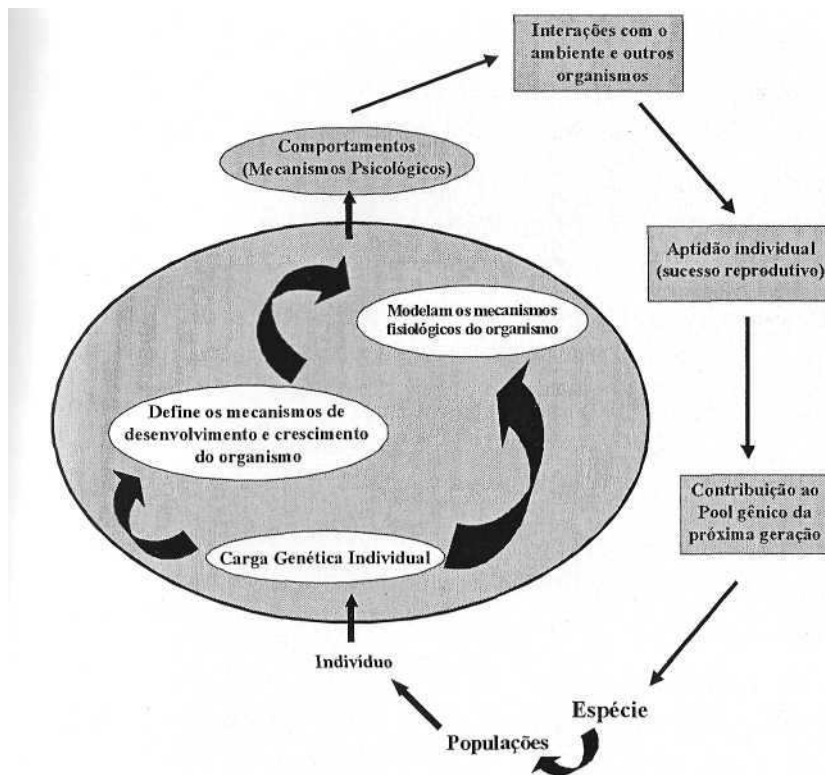 Interações com o
ambiente e outros
organismos
Comportamentos
(Mecanismos Psicológicos)
Aptidão individual
(sucesso reprodutivo)
Modelam os mecanismos
fisiológicos do organismo
Define os mecanismos de
desenvolvimento e crescimento
do organismo
Contribuição ao
Pool gênico da
próxima geração
Carga Genética Individual
Indivíduo
Espécie
Populações